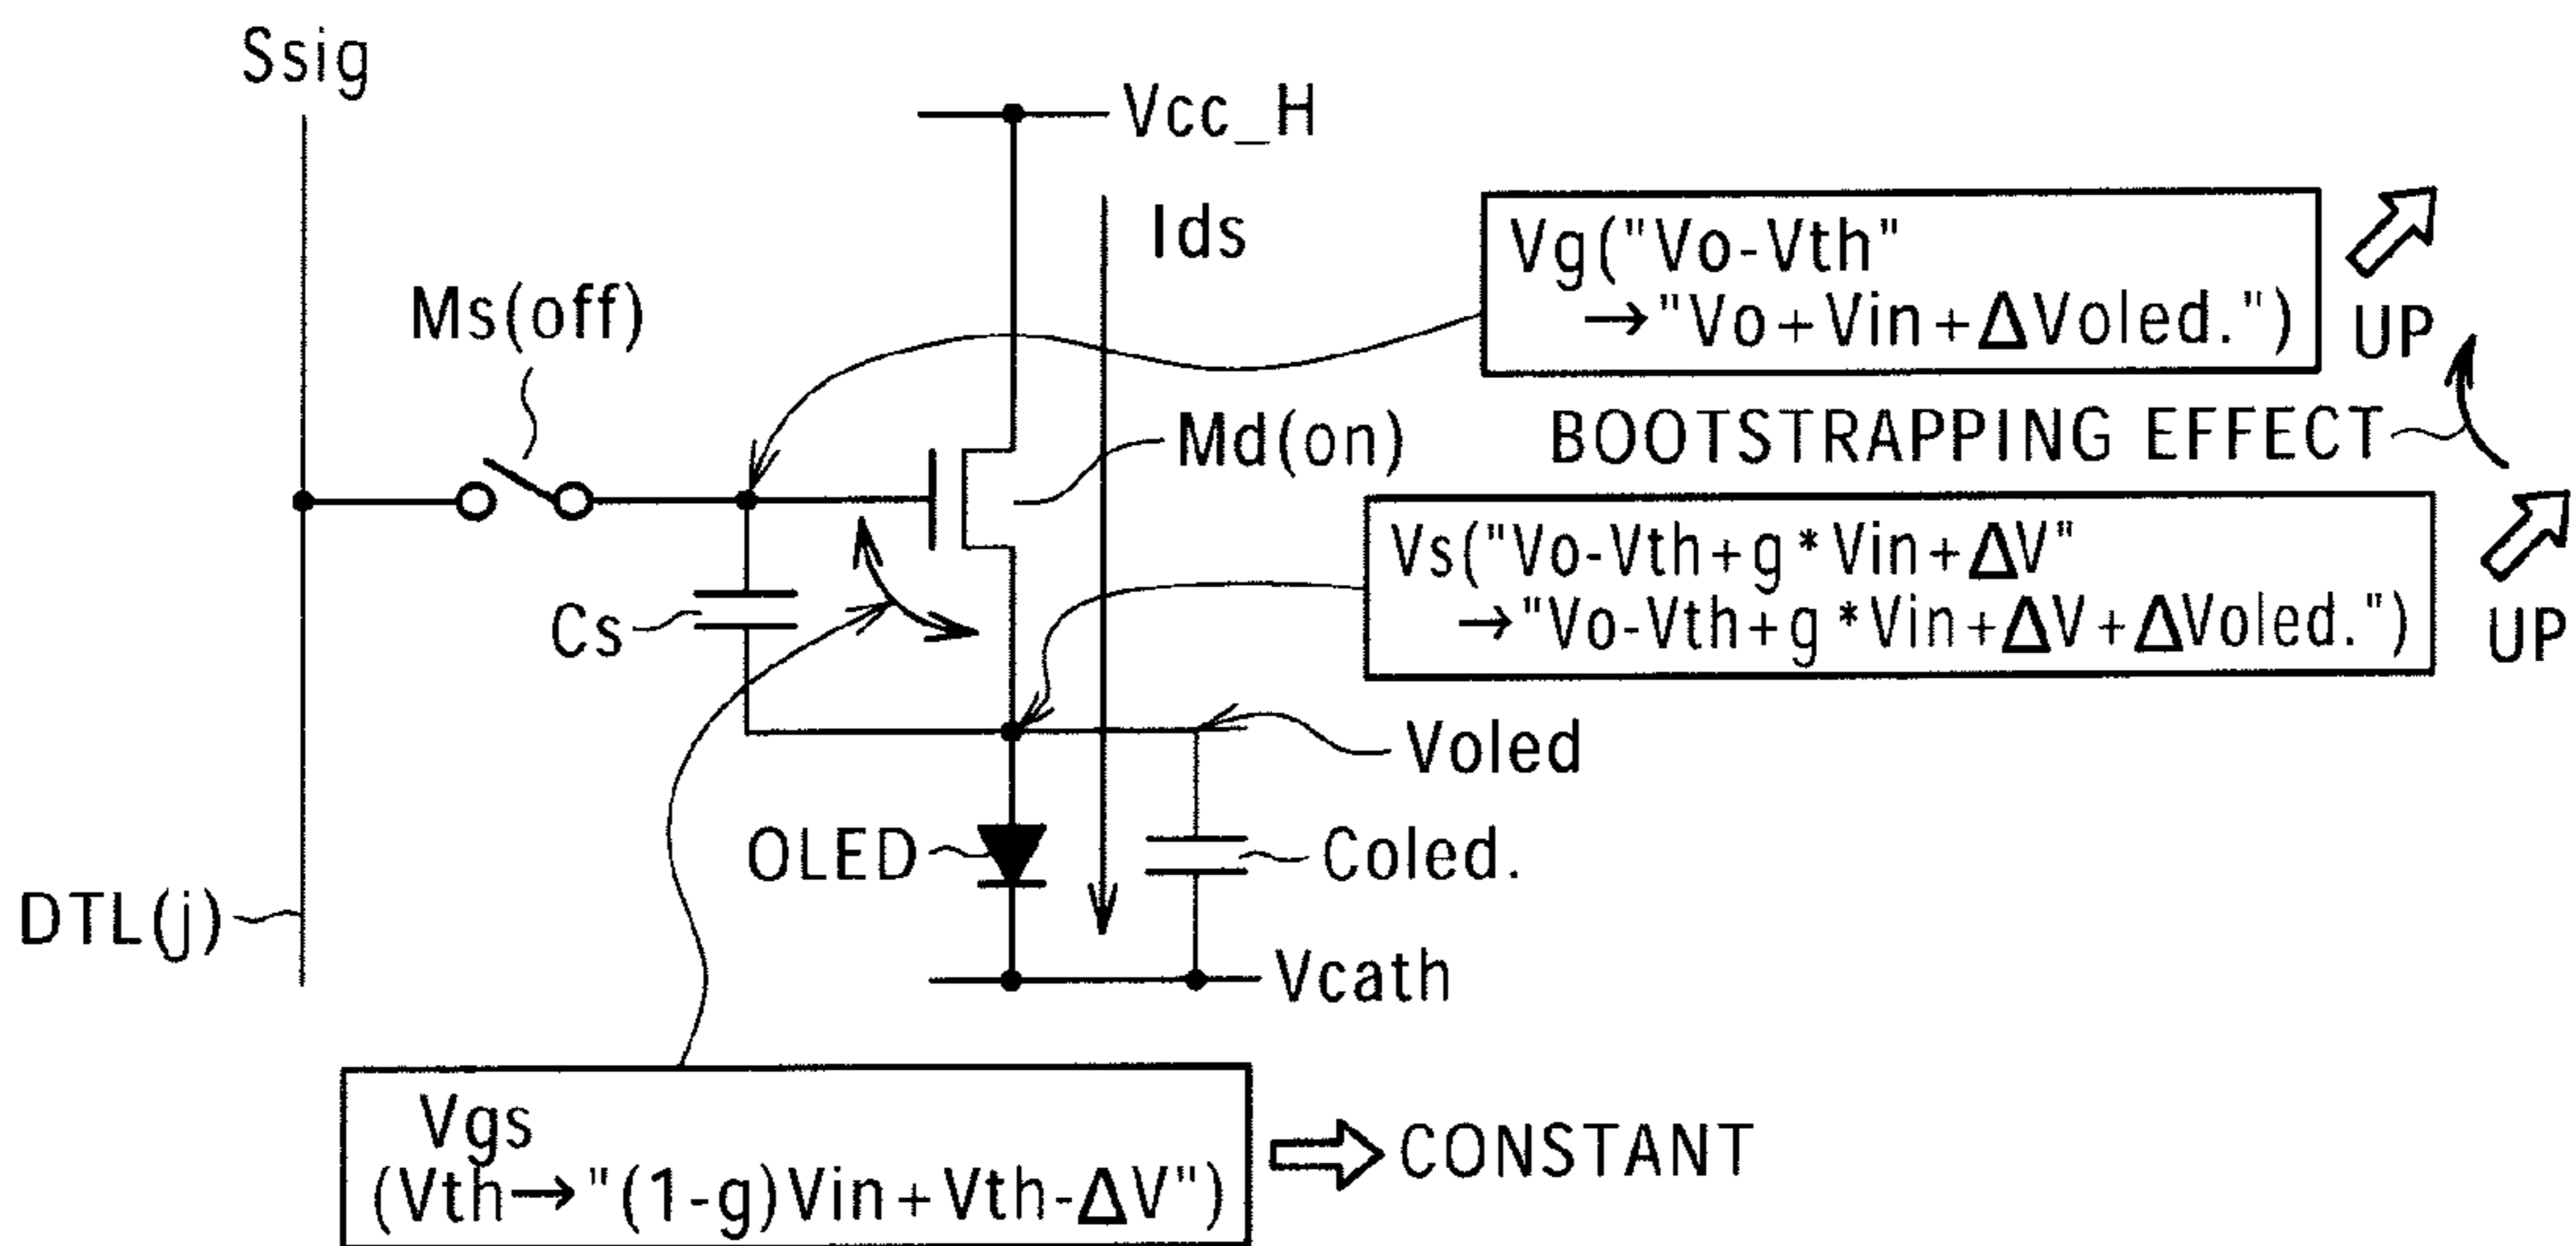 Ssig
Vcc_H
Ids
Vg("Vo-Vth"
→"Vo+Vin+ΔVoled.")
UP
Ms(off)
Md(on)
BOOTSTRAPPING EFFECT
Vs("Vo-Vth+g*Vin+ΔV"
→"Vo-Vth+g*Vin+ΔV+ΔVoled.")
UP
Cs
Voled
OLED
Coled.
DTL(j)
Vcath
Vgs
(Vth→"(1-g)Vin+Vth-ΔV")
CONSTANT